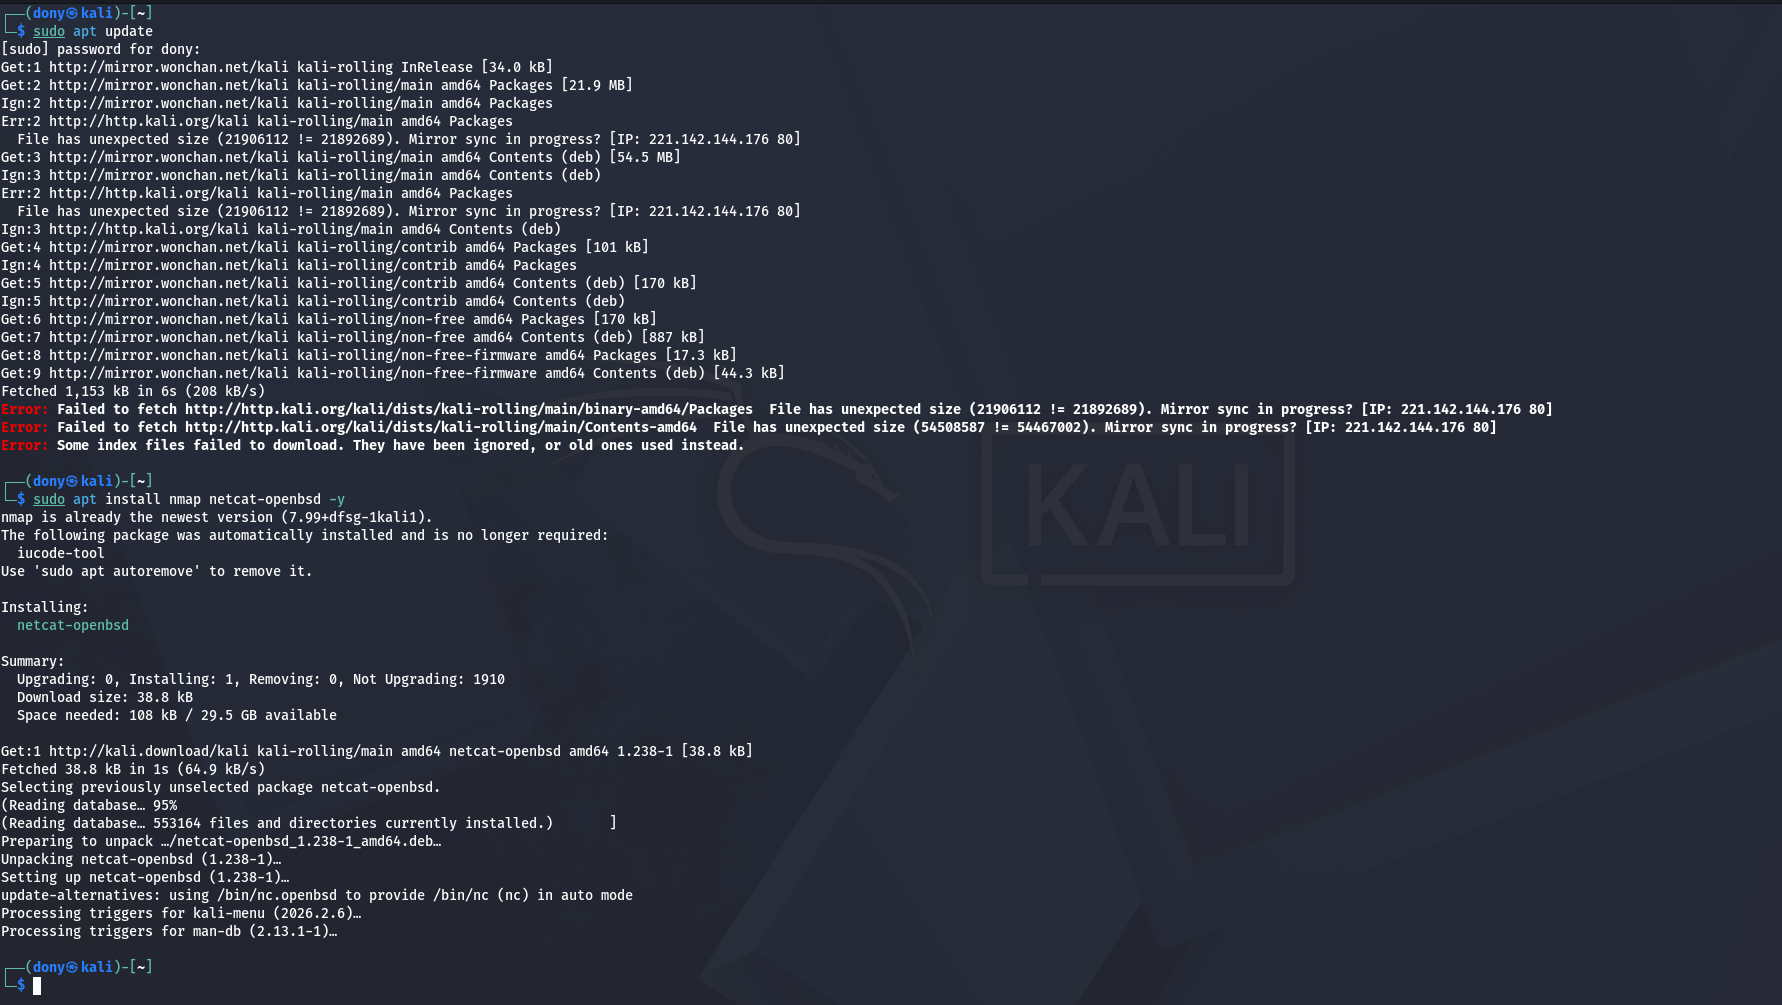 ┌──(dony㉿kali)-[~]
└─$ sudo apt update
[sudo] password for dony:
Get:1 http://mirror.wonchan.net/kali kali-rolling InRelease [34.0 kB]
Get:2 http://mirror.wonchan.net/kali kali-rolling/main amd64 Packages [21.9 MB]
Ign:2 http://mirror.wonchan.net/kali kali-rolling/main amd64 Packages
Err:2 http://http.kali.org/kali kali-rolling/main amd64 Packages
  File has unexpected size (21906112 != 21892689). Mirror sync in progress? [IP: 221.142.144.176 80]
Get:3 http://mirror.wonchan.net/kali kali-rolling/main amd64 Contents (deb) [54.5 MB]
Ign:3 http://mirror.wonchan.net/kali kali-rolling/main amd64 Contents (deb)
Err:2 http://http.kali.org/kali kali-rolling/main amd64 Packages
  File has unexpected size (21906112 != 21892689). Mirror sync in progress? [IP: 221.142.144.176 80]
Ign:3 http://http.kali.org/kali kali-rolling/main amd64 Contents (deb)
Get:4 http://mirror.wonchan.net/kali kali-rolling/contrib amd64 Packages [101 kB]
Ign:4 http://mirror.wonchan.net/kali kali-rolling/contrib amd64 Packages
Get:5 http://mirror.wonchan.net/kali kali-rolling/contrib amd64 Contents (deb) [170 kB]
Ign:5 http://mirror.wonchan.net/kali kali-rolling/contrib amd64 Contents (deb)
Get:6 http://mirror.wonchan.net/kali kali-rolling/non-free amd64 Packages [170 kB]
Get:7 http://mirror.wonchan.net/kali kali-rolling/non-free amd64 Contents (deb) [887 kB]
Get:8 http://mirror.wonchan.net/kali kali-rolling/non-free-firmware amd64 Packages [17.3 kB]
Get:9 http://mirror.wonchan.net/kali kali-rolling/non-free-firmware amd64 Contents (deb) [44.3 kB]
Fetched 1,153 kB in 6s (208 kB/s)
Error: Failed to fetch http://http.kali.org/kali/dists/kali-rolling/main/binary-amd64/Packages  File has unexpected size (21906112 != 21892689). Mirror sync in progress? [IP: 221.142.144.176 80]
Error: Failed to fetch http://http.kali.org/kali/dists/kali-rolling/main/Contents-amd64  File has unexpected size (54508587 != 54467002). Mirror sync in progress? [IP: 221.142.144.176 80]
Error: Some index files failed to download. They have been ignored, or old ones used instead.

┌──(dony㉿kali)-[~]
└─$ sudo apt install nmap netcat-openbsd -y
nmap is already the newest version (7.99+dfsg-1kali1).
The following package was automatically installed and is no longer required:
  iucode-tool
Use 'sudo apt autoremove' to remove it.

Installing:
  netcat-openbsd

Summary:
  Upgrading: 0, Installing: 1, Removing: 0, Not Upgrading: 1910
  Download size: 38.8 kB
  Space needed: 108 kB / 29.5 GB available

Get:1 http://kali.download/kali kali-rolling/main amd64 netcat-openbsd amd64 1.238-1 [38.8 kB]
Fetched 38.8 kB in 1s (64.9 kB/s)
Selecting previously unselected package netcat-openbsd.
(Reading database… 95%
(Reading database… 553164 files and directories currently installed.)       ]
Preparing to unpack …/netcat-openbsd_1.238-1_amd64.deb…
Unpacking netcat-openbsd (1.238-1)…
Setting up netcat-openbsd (1.238-1)…
update-alternatives: using /bin/nc.openbsd to provide /bin/nc (nc) in auto mode
Processing triggers for kali-menu (2026.2.6)…
Processing triggers for man-db (2.13.1-1)…

┌──(dony㉿kali)-[~]
└─$
KALI